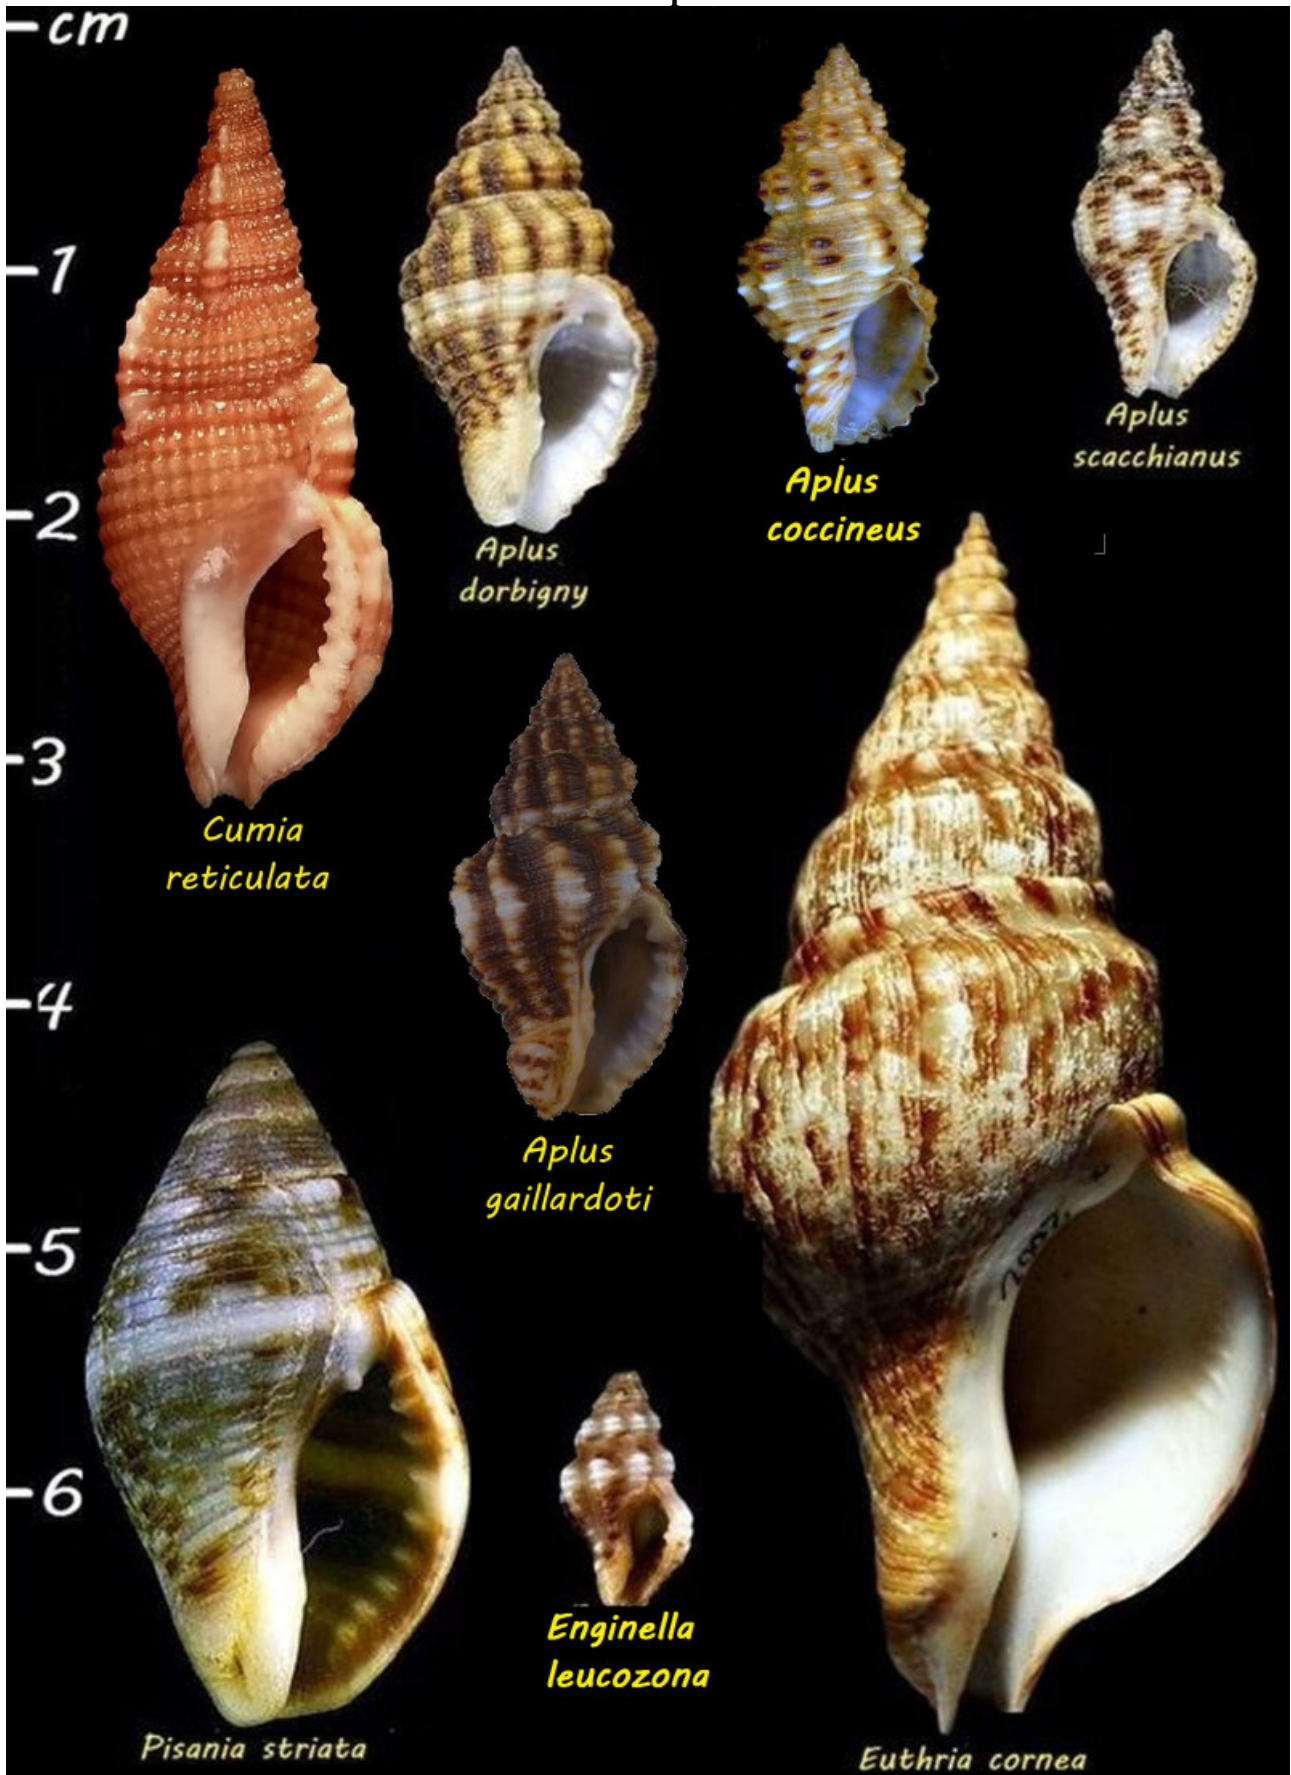 cm
1
2
3
4
5
6
Aplus
dorbigny
Aplus
coccineus
Aplus
scacchianus
Cumia
reticulata
Aplus
gaillardoti
Enginella
leucozona
Pisania striata
Euthria cornea